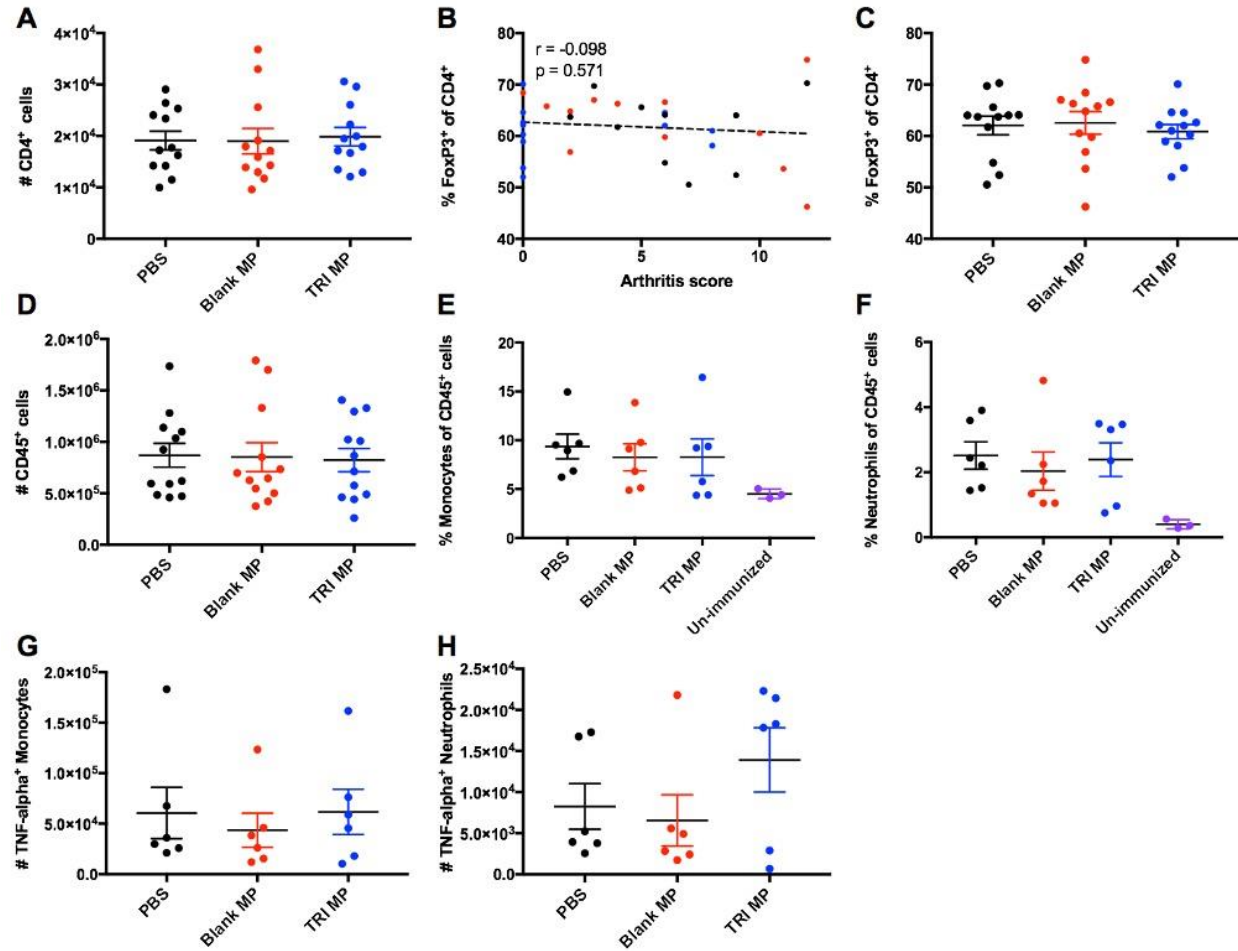 A
# CD4⁺ cells
4×10⁴
3×10⁴
2×10⁴
1×10⁴
0
PBS
Blank MP
TRI MP
B
% FoxP3⁺ of CD4⁺
80
70
60
50
40
r = -0.098
p = 0.571
0
5
10
Arthritis score
C
% FoxP3⁺ of CD4⁺
80
70
60
50
40
PBS
Blank MP
TRI MP
D
# CD45⁺ cells
2.0×10⁶
1.5×10⁶
1.0×10⁶
5.0×10⁵
0.0
PBS
Blank MP
TRI MP
E
% Monocytes of CD45⁺ cells
20
15
10
5
0
PBS
Blank MP
TRI MP
Un-immunized
F
% Neutrophils of CD45⁺ cells
6
4
2
0
PBS
Blank MP
TRI MP
Un-immunized
G
# TNF-alpha⁺ Monocytes
2.0×10⁵
1.5×10⁵
1.0×10⁵
5.0×10⁴
0.0
PBS
Blank MP
TRI MP
H
# TNF-alpha⁺ Neutrophils
2.5×10⁴
2.0×10⁴
1.5×10⁴
1.0×10⁴
5.0×10³
0.0
PBS
Blank MP
TRI MP